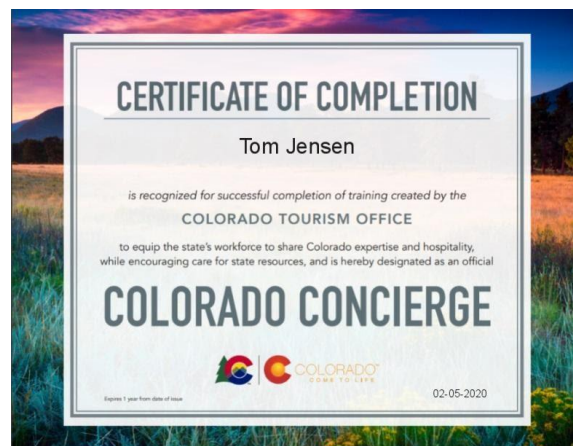 CERTIFICATE OF COMPLETION
Tom Jensen
is recognized for successful completion of training created by the
COLORADO TOURISM OFFICE
to equip the state's workforce to share Colorado expertise and hospitality,
while encouraging care for state resources, and is hereby designated as an official
COLORADO CONCIERGE
COLORADO
COME TO LIFE
Expires 1 year from date of issue
02-05-2020